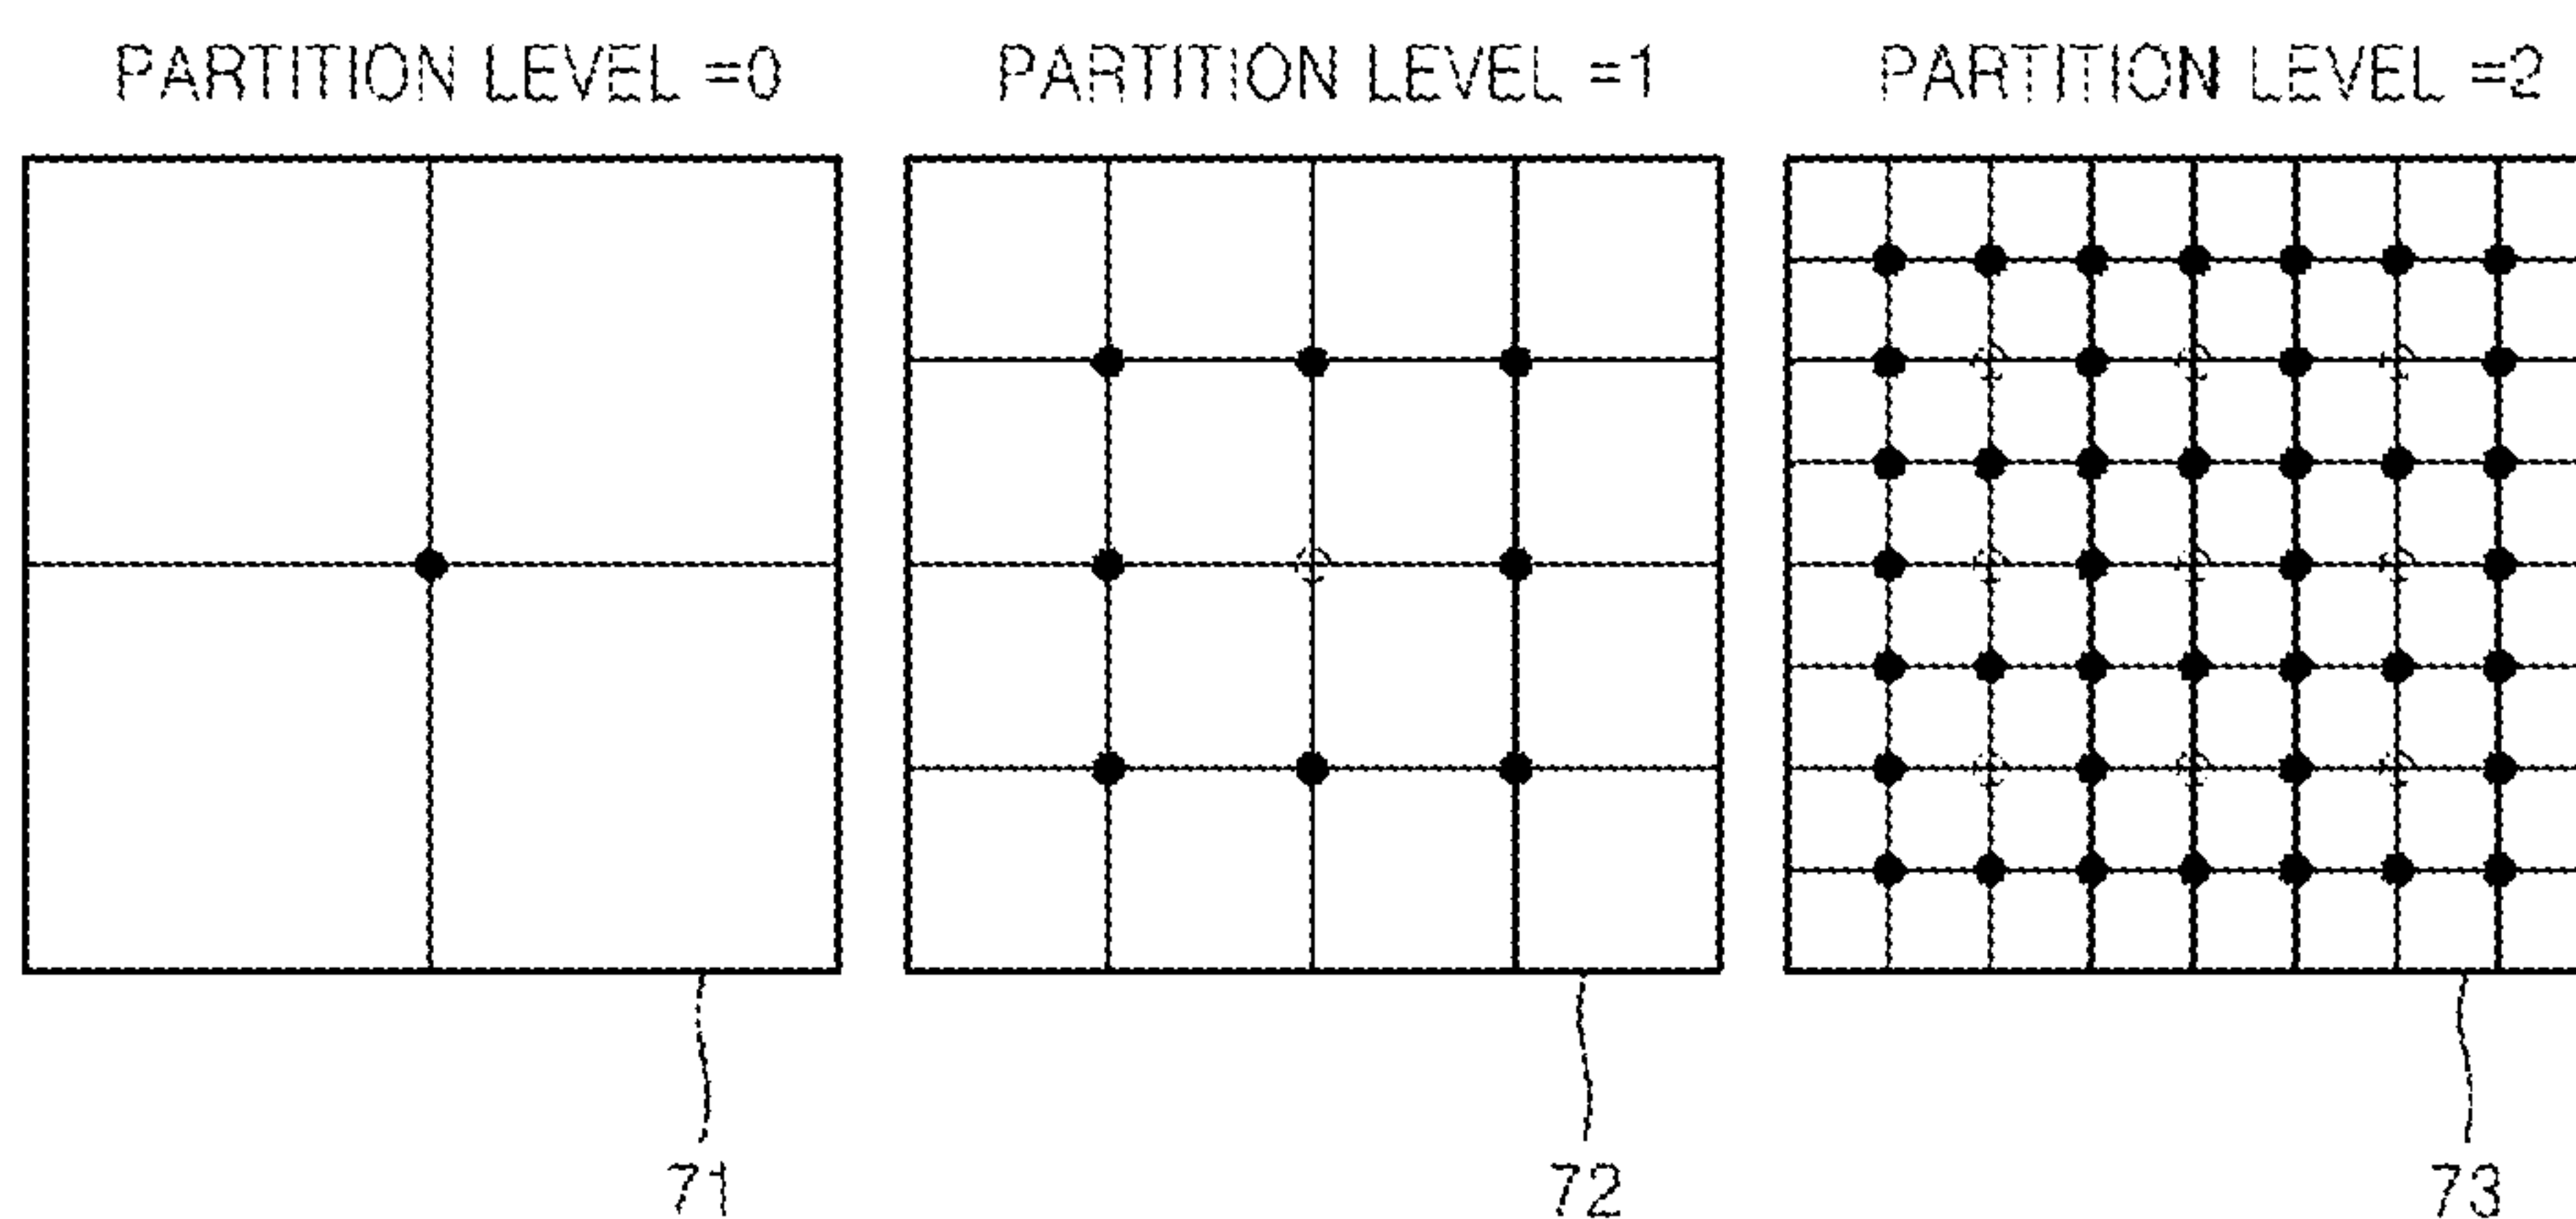 PARTITION LEVEL =0 PARTITION LEVEL =1 PARTITION LEVEL =2
71 72 73